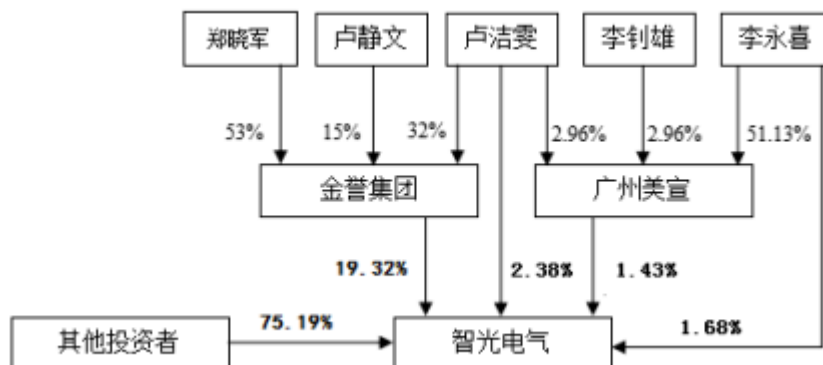 郑晓军 卢静文 卢洁雯 李钊雄 李永喜
53% 15% 32% 2.96% 2.96% 51.13%
金誉集团 广州美宣
19.32% 2.38% 1.43%
其他投资者 75.19% 智光电气 1.68%